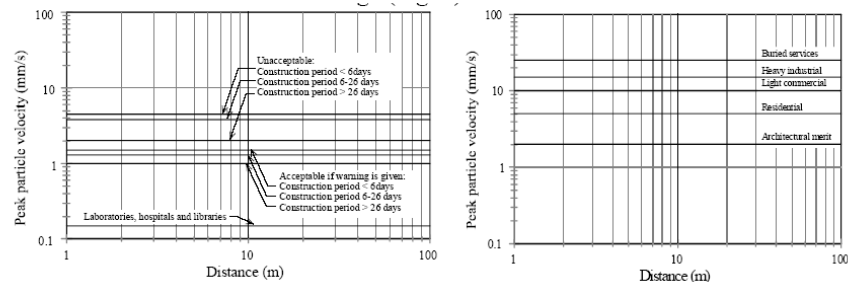 100
10
1
0.1
Peak particle velocity (mm/s)
Unacceptable:
Construction period < 6days
Construction period 6-26 days
Construction period > 26 days
Acceptable if warning is given:
Construction period < 6days
Construction period 6-26 days
Construction period > 26 days
Laboratories, hospitals and libraries
1
10
100
Distance (m)
100
10
1
0.1
Peak particle velocity (mm/s)
Buried services
Heavy industrial
Light commercial
Residential
Architectural merit
1
10
100
Distance (m)